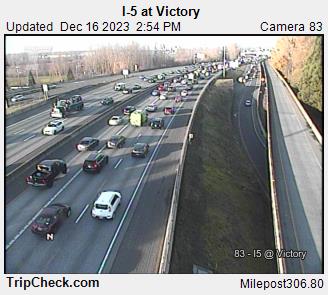 I-5 at Victory
Updated Dec 16 2023 2:54 PM Camera 83
N
83 - I5 @ Victory
TripCheck.com Milepost306.80